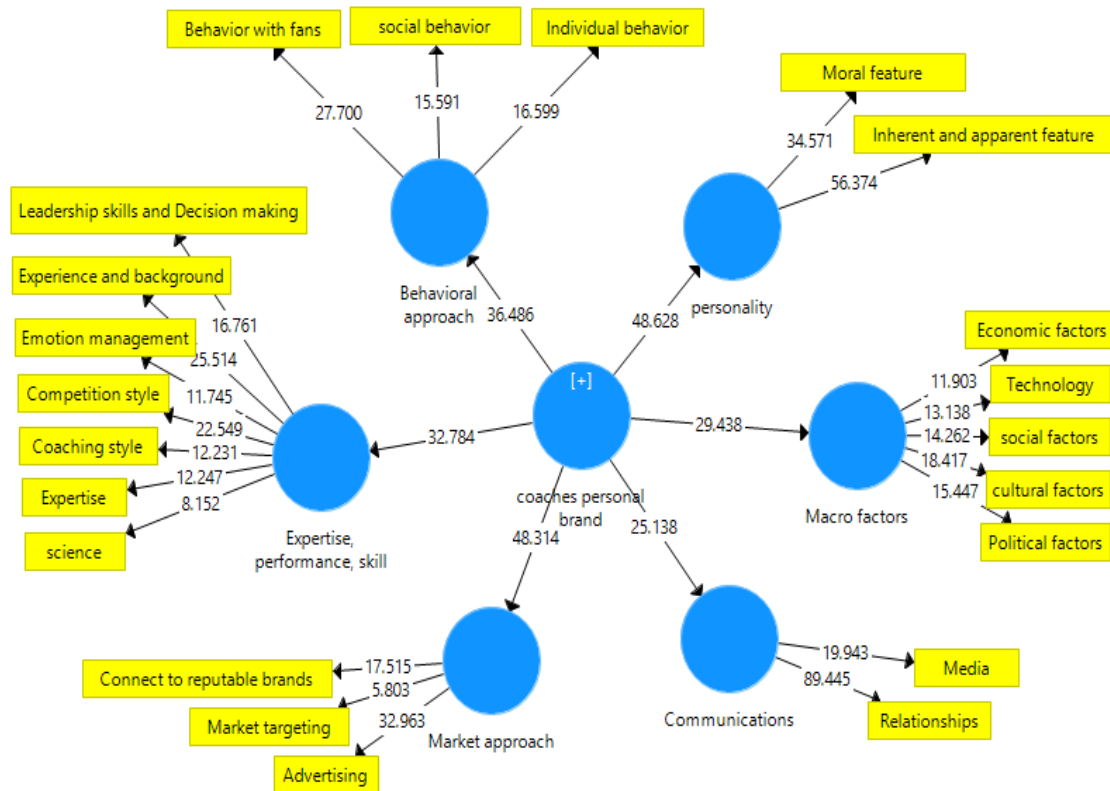 Behavior with fans
social behavior
Individual behavior
27.700
15.591
16.599
Behavioral
approach
Moral feature
Inherent and apparent feature
34.571
56.374
personality
Leadership skills and Decision making
Experience and background
Emotion management
Competition style
Coaching style
Expertise
science
16.761
25.514
11.745
22.549
12.231
12.247
8.152
Expertise,
performance, skill
36.486
48.628
[+]
32.784
29.438
coaches personal
brand
48.314
25.138
Economic factors
Technology
social factors
cultural factors
Political factors
11.903
13.138
14.262
18.417
15.447
Macro factors
Connect to reputable brands
Market targeting
Advertising
17.515
5.803
32.963
Market approach
19.943
89.445
Media
Relationships
Communications